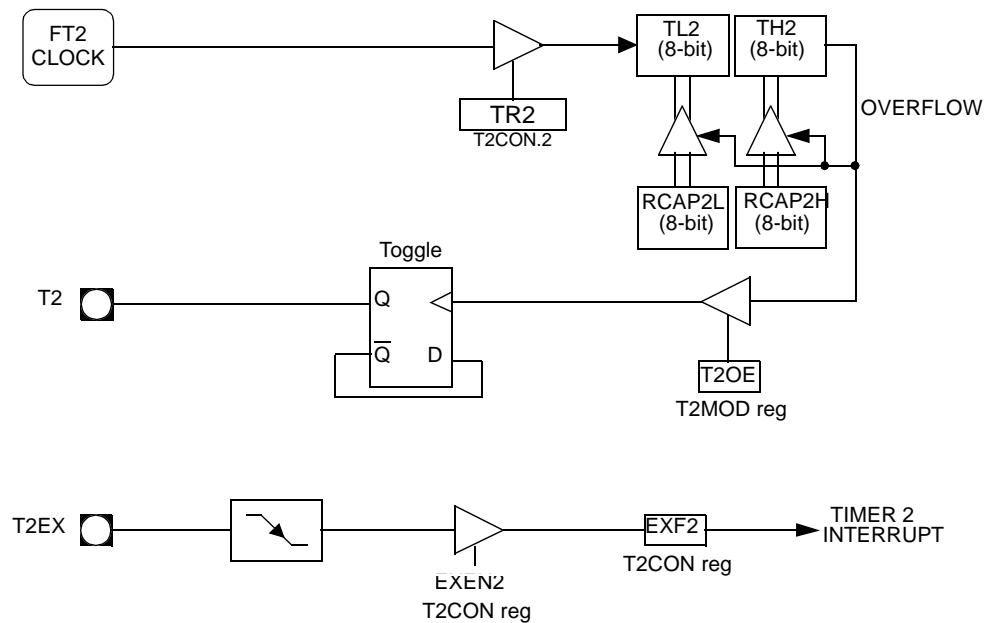 FT2
CLOCK
TR2
T2CON.2
TL2
(8-bit)
TH2
(8-bit)
OVERFLOW
RCAP2L
(8-bit)
RCAP2H
(8-bit)
Toggle
T2
Q
Q̅
D
T2OE
T2MOD reg
T2EX
EXEN2
T2CON reg
EXF2
T2CON reg
TIMER 2
INTERRUPT